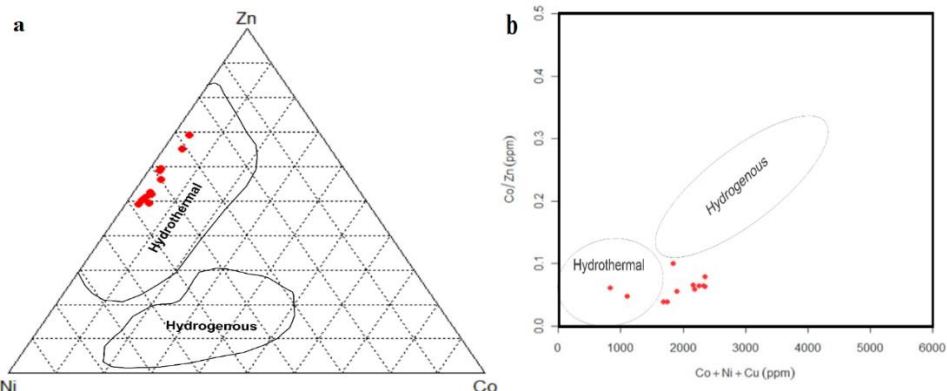 a
Zn
Hydrothermal
Hydrogenous
Ni
Co
b
0.5
0.4
0.3
0.2
0.1
0.0
Co/Zn (ppm)
Hydrogenous
Hydrothermal
0 1000 2000 3000 4000 5000 6000
Co + Ni + Cu (ppm)